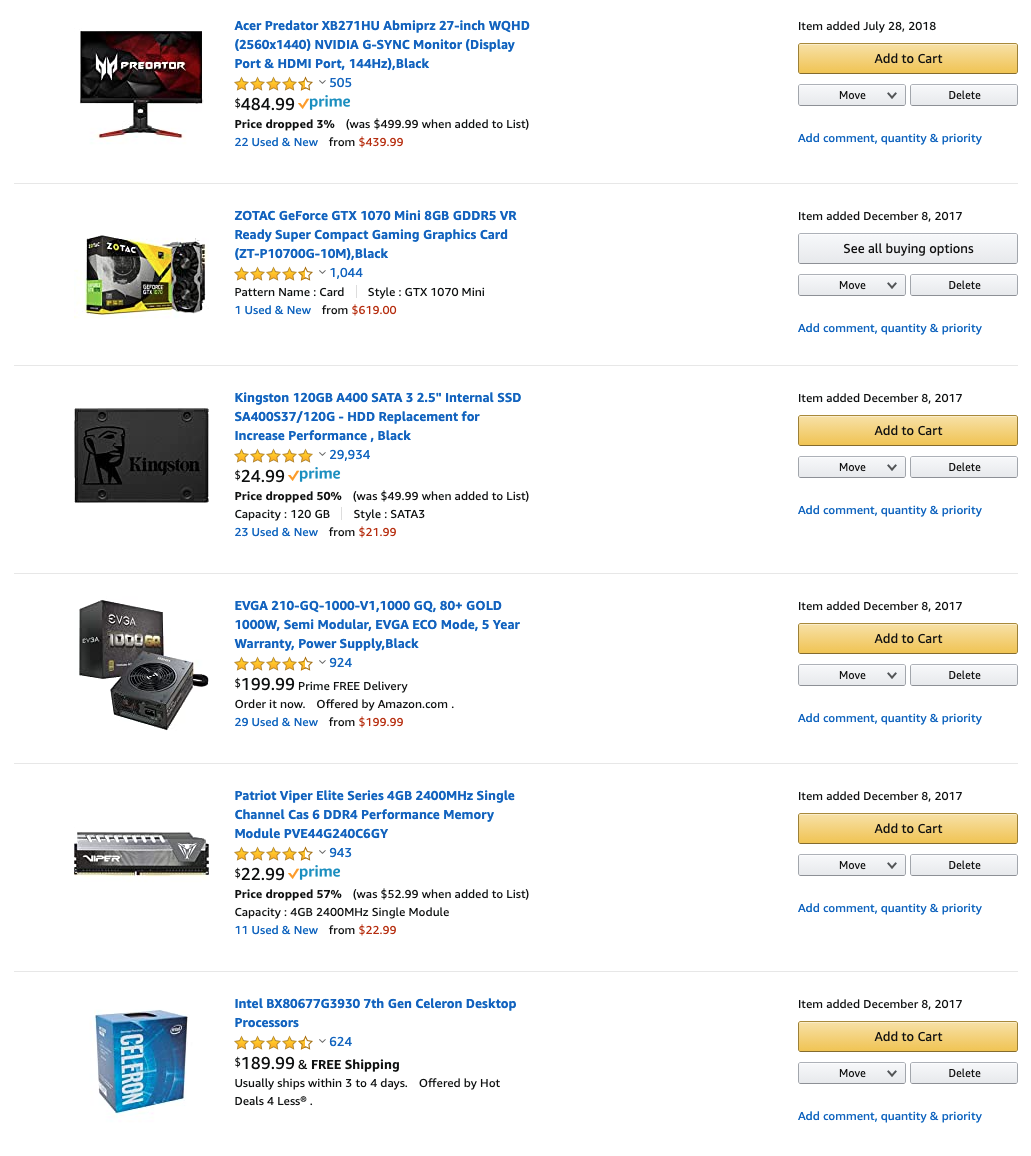 Acer Predator XB271HU Abmiprz 27-inch WQHD
(2560x1440) NVIDIA G-SYNC Monitor (Display
Port & HDMI Port, 144Hz),Black
505
$484.99 prime
Price dropped 3% (was $499.99 when added to List)
22 Used & New from $439.99
PREDATOR
Item added July 28, 2018
Add to Cart
Move
Delete
Add comment, quantity & priority
ZOTAC GeForce GTX 1070 Mini 8GB GDDR5 VR
Ready Super Compact Gaming Graphics Card
(ZT-P10700G-10M),Black
1,044
Pattern Name : Card Style : GTX 1070 Mini
1 Used & New from $619.00
ZOTAC
GEFORCE
GTX 1070
Item added December 8, 2017
See all buying options
Move
Delete
Add comment, quantity & priority
Kingston 120GB A400 SATA 3 2.5" Internal SSD
SA400S37/120G - HDD Replacement for
Increase Performance , Black
29,934
$24.99 prime
Price dropped 50% (was $49.99 when added to List)
Capacity : 120 GB Style : SATA3
23 Used & New from $21.99
Kingston
Item added December 8, 2017
Add to Cart
Move
Delete
Add comment, quantity & priority
EVGA 210-GQ-1000-V1,1000 GQ, 80+ GOLD
1000W, Semi Modular, EVGA ECO Mode, 5 Year
Warranty, Power Supply,Black
924
$199.99 Prime FREE Delivery
Order it now. Offered by Amazon.com .
29 Used & New from $199.99
EVGA
EVGA
1000GQ
Item added December 8, 2017
Add to Cart
Move
Delete
Add comment, quantity & priority
Patriot Viper Elite Series 4GB 2400MHz Single
Channel Cas 6 DDR4 Performance Memory
Module PVE44G240C6GY
943
$22.99 prime
Price dropped 57% (was $52.99 when added to List)
Capacity : 4GB 2400MHz Single Module
11 Used & New from $22.99
VIPER
Item added December 8, 2017
Add to Cart
Move
Delete
Add comment, quantity & priority
Intel BX80677G3930 7th Gen Celeron Desktop
Processors
624
$189.99 & FREE Shipping
Usually ships within 3 to 4 days. Offered by Hot
Deals 4 Less® .
intel
CELERON
Item added December 8, 2017
Add to Cart
Move
Delete
Add comment, quantity & priority